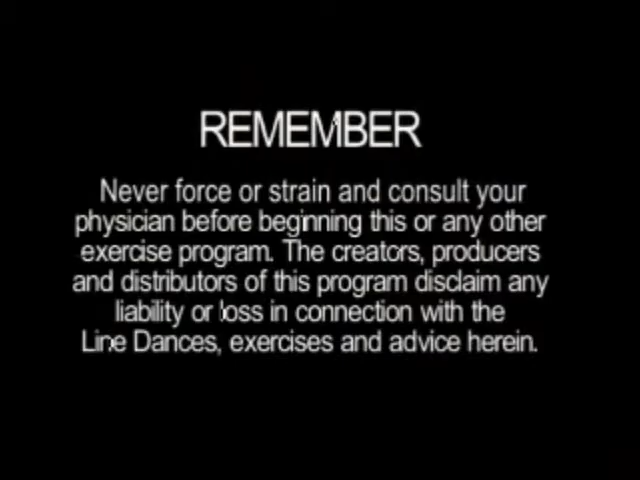 REMEMBER
Never force or strain and consult your
physician before beginning this or any other
exercise program. The creators, producers
and distributors of this program disclaim any
liability or loss in connection with the
Line Dances, exercises and advice herein.